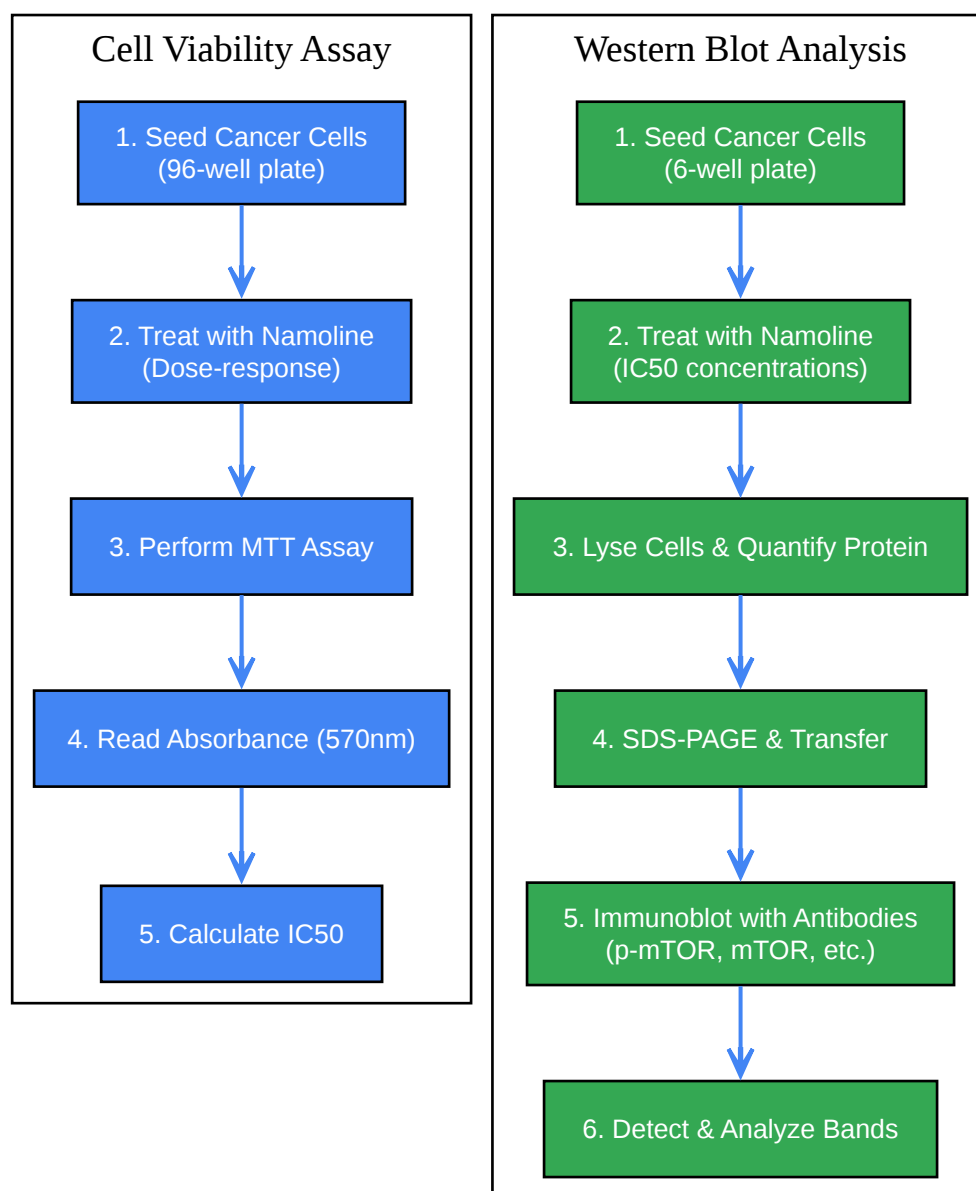 Cell Viability Assay
1. Seed Cancer Cells
(96-well plate)
2. Treat with Namoline
(Dose-response)
3. Perform MTT Assay
4. Read Absorbance (570nm)
5. Calculate IC50
Western Blot Analysis
1. Seed Cancer Cells
(6-well plate)
2. Treat with Namoline
(IC50 concentrations)
3. Lyse Cells & Quantify Protein
4. SDS-PAGE & Transfer
5. Immunoblot with Antibodies
(p-mTOR, mTOR, etc.)
6. Detect & Analyze Bands